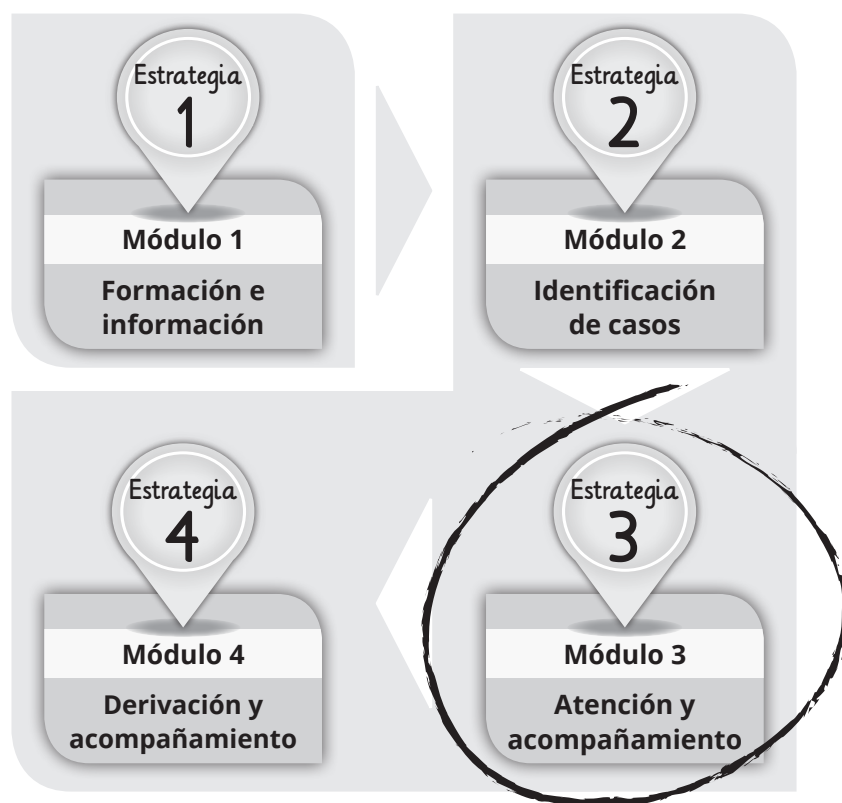 Estrategia
1
Módulo 1
Formación e
información
Estrategia
2
Módulo 2
Identificación
de casos
Estrategia
3
Módulo 3
Atención y
acompañamiento
Estrategia
4
Módulo 4
Derivación y
acompañamiento